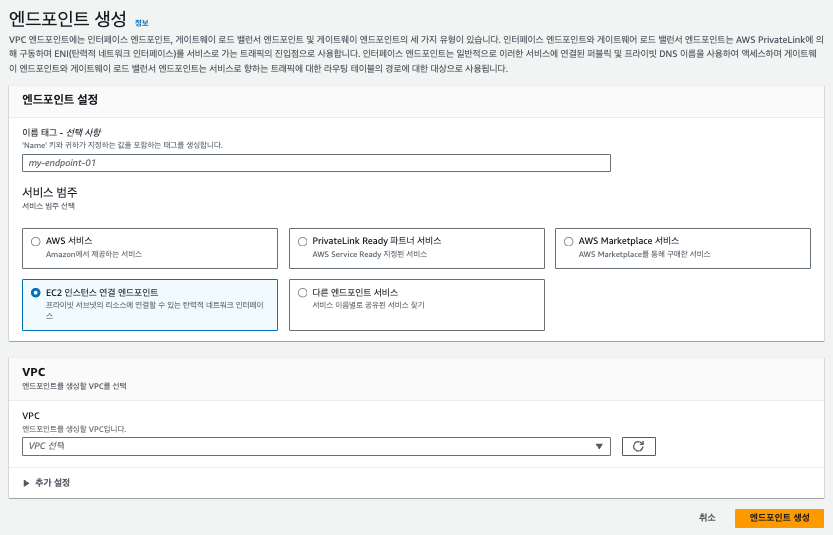 엔드포인트 생성 정보
VPC 엔드포인트에는 인터페이스 엔드포인트, 게이트웨이 로드 밸런서 엔드포인트 및 게이트웨이 엔드포인트의 세 가지 유형이 있습니다. 인터페이스 엔드포인트와 게이트웨어 로드 밸런서 엔드포인트는 AWS PrivateLink에 의
해 구동하며 ENI(탄력적 네트워크 인터페이스)를 서비스로 가는 트래픽의 진입점으로 사용합니다. 인터페이스 엔드포인트는 일반적으로 이러한 서비스에 연결된 퍼블릭 및 프라이빗 DNS 이름을 사용하여 액세스하며 게이트웨
이 엔드포인트와 게이트웨이 로드 밸런서 엔드포인트는 서비스로 향하는 트래픽에 대한 라우팅 테이블의 경로에 대한 대상으로 사용됩니다.
엔드포인트 설정
이름 태그 - 선택 사항
'Name' 키와 귀하가 지정하는 값을 포함하는 태그를 생성합니다.
my-endpoint-01
서비스 범주
서비스 범주 선택
AWS 서비스
Amazon에서 제공하는 서비스
PrivateLink Ready 파트너 서비스
AWS Service Ready 지정된 서비스
AWS Marketplace 서비스
AWS Marketplace를 통해 구매한 서비스
EC2 인스턴스 연결 엔드포인트
프라이빗 서브넷의 리소스에 연결할 수 있는 탄력적 네트워크 인터페이
스
다른 엔드포인트 서비스
서비스 이름별로 공유된 서비스 찾기
VPC
엔드포인트를 생성할 VPC를 선택
VPC
엔드포인트를 생성할 VPC입니다.
VPC 선택
추가 설정
취소
엔드포인트 생성